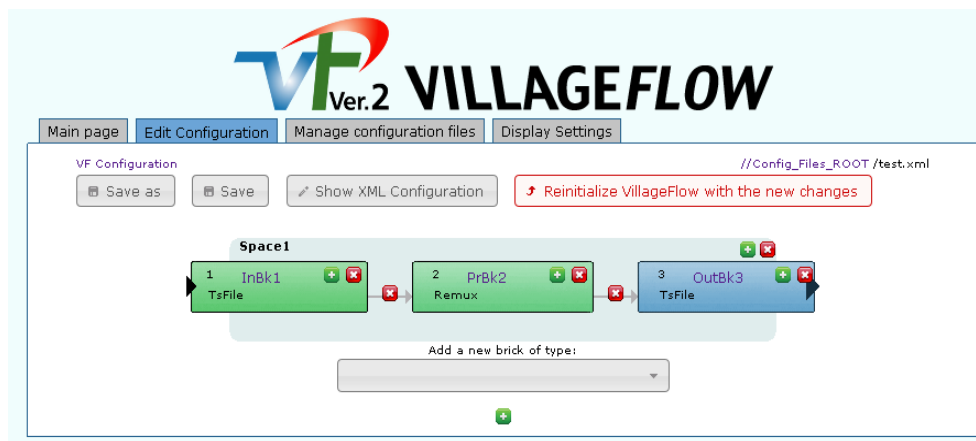 VF Ver.2 VILLAGEFLOW
Main page Edit Configuration Manage configuration files Display Settings
VF Configuration //Config_Files_ROOT /test.xml
Save as Save Show XML Configuration Reinitialize VillageFlow with the new changes
Space1
1 InBk1 2 PrBk2 3 OutBk3
TsFile Remux TsFile
Add a new brick of type: